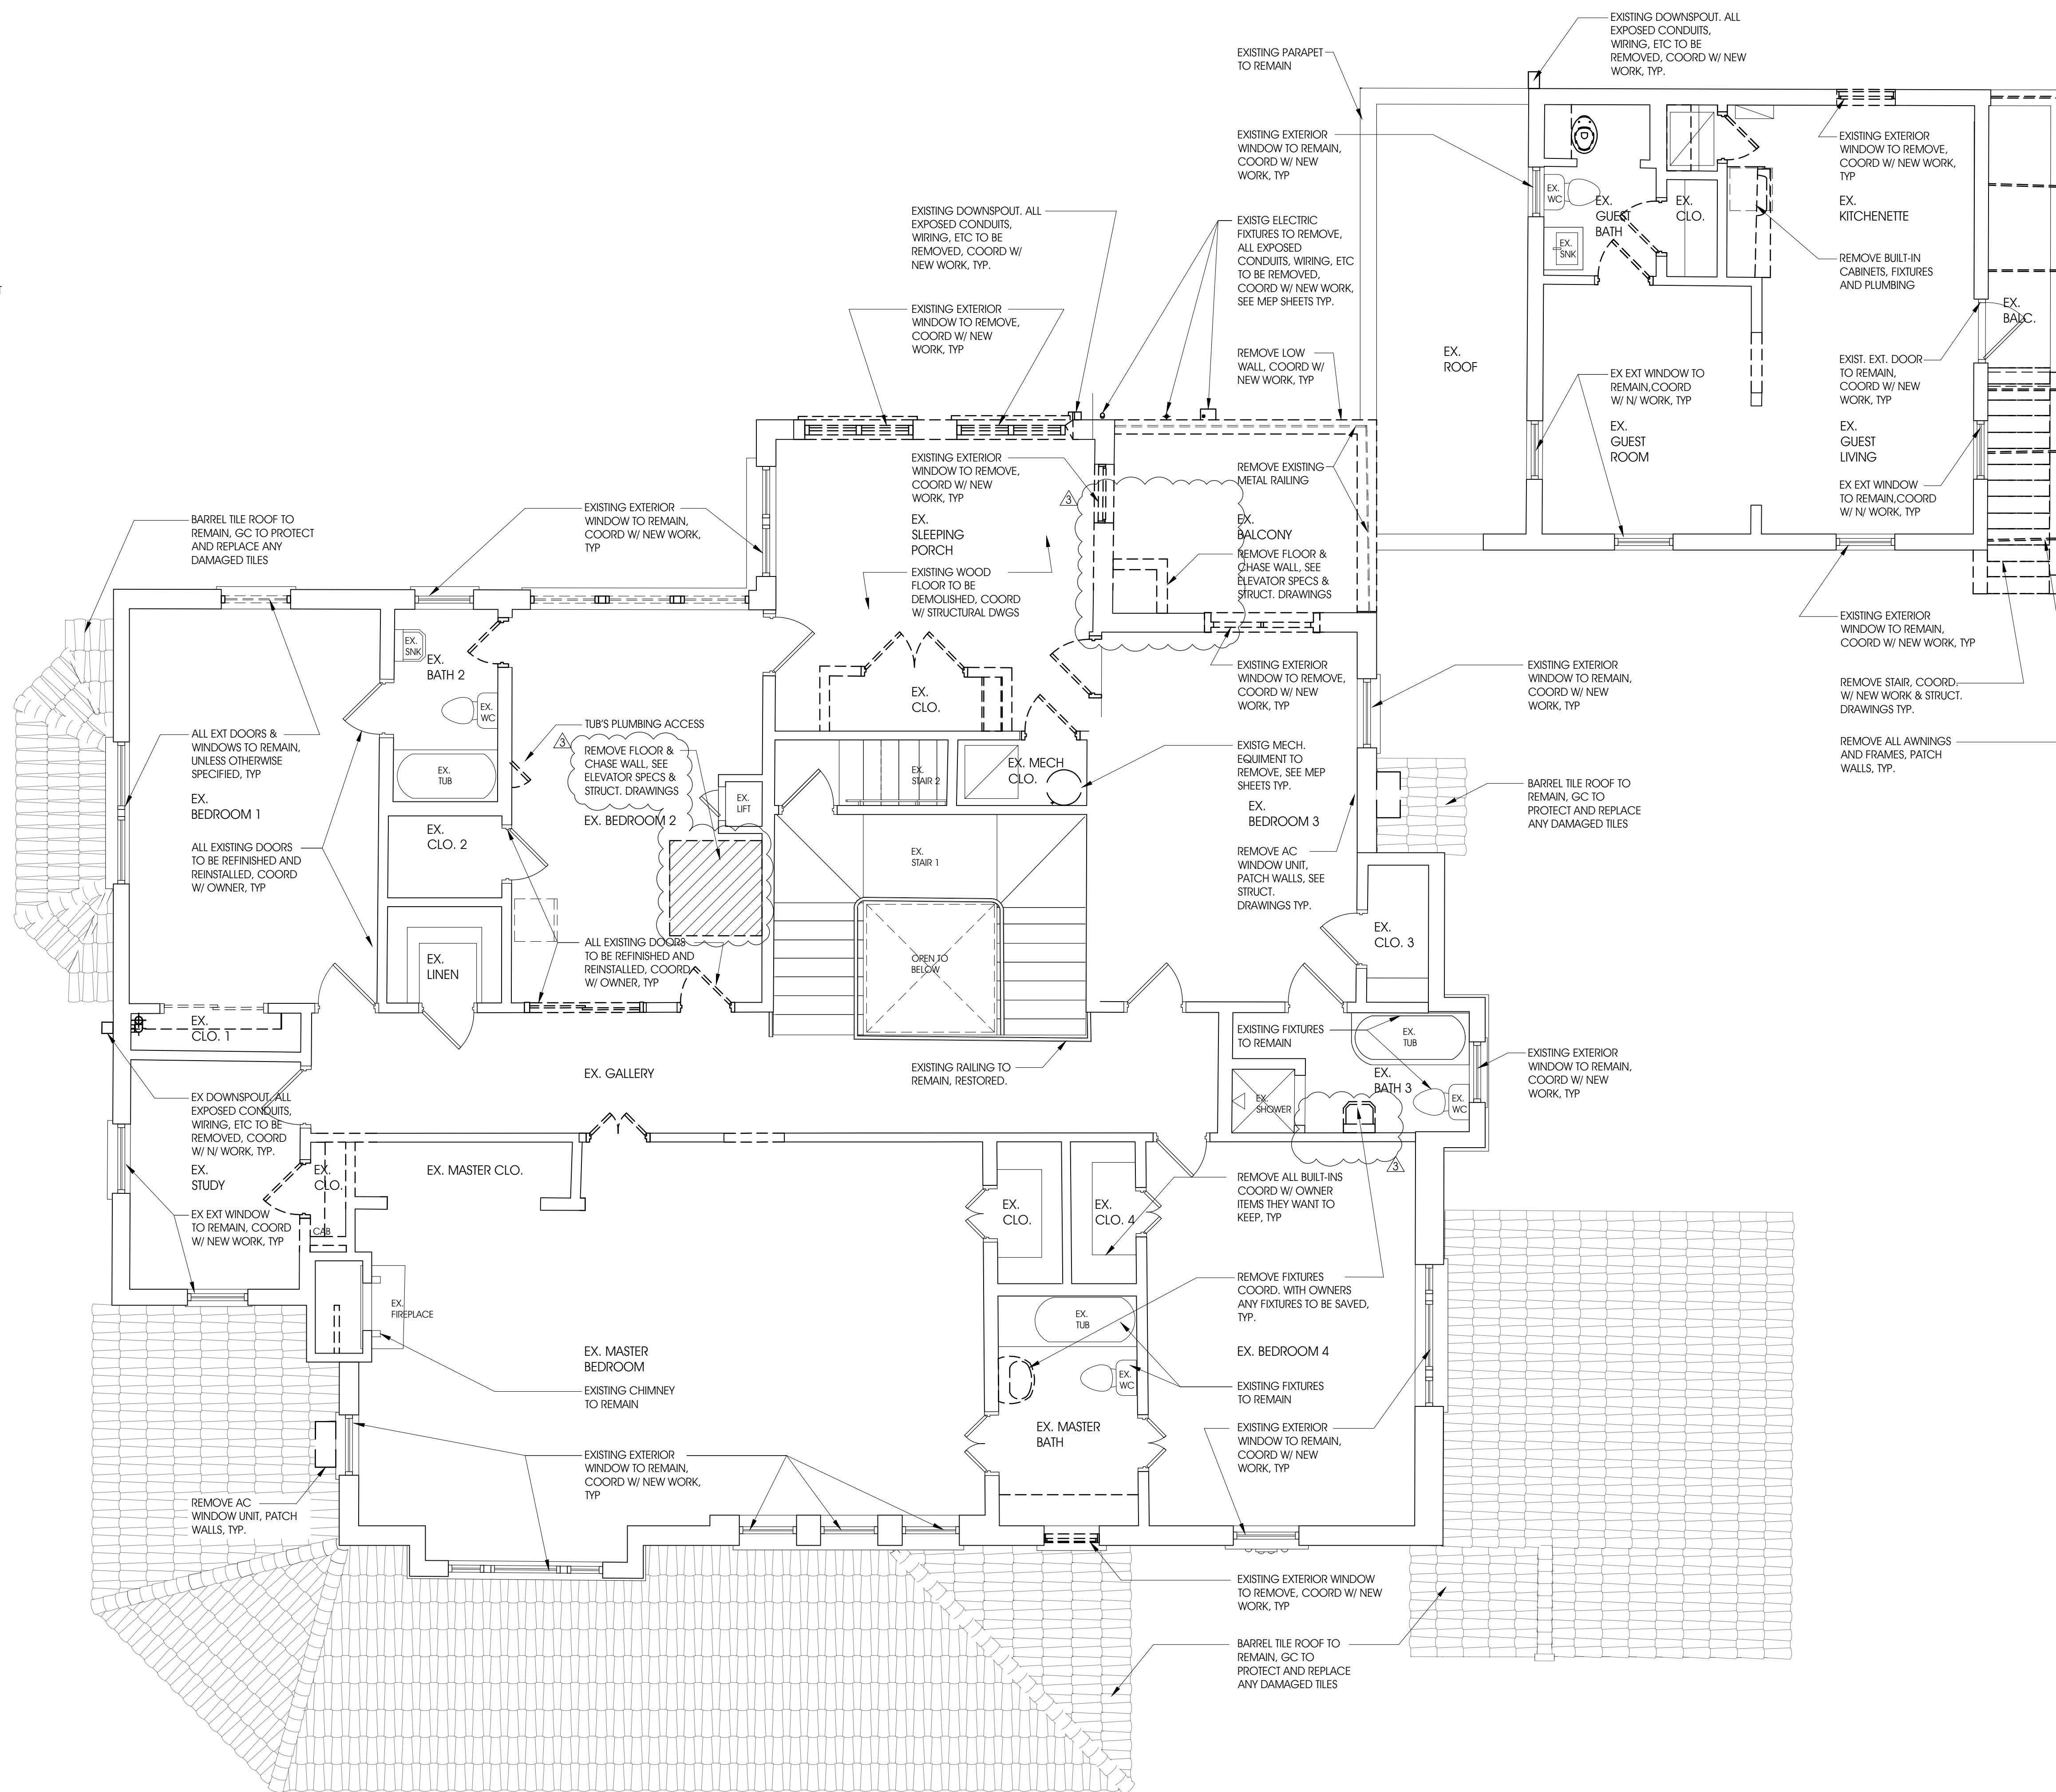 EXISTING DOWNSPOUT. ALL
EXPOSED CONDUITS,
WIRING, ETC TO BE
REMOVED, COORD W/ NEW
WORK, TYP.
EXISTING PARAPET
TO REMAIN
EXISTING EXTERIOR
WINDOW TO REMAIN,
COORD W/ NEW
WORK, TYP
EXISTING EXTERIOR
WINDOW TO REMOVE,
COORD W/ NEW WORK,
TYP
EX.
WC
EX.
GUEST
BATH
EX.
CLO.
EX.
KITCHENETTE
EX.
SNK
REMOVE BUILT-IN
CABINETS, FIXTURES
AND PLUMBING
EXISTING DOWNSPOUT. ALL
EXPOSED CONDUITS,
WIRING, ETC TO BE
REMOVED, COORD W/
NEW WORK, TYP.
EXISTG ELECTRIC
FIXTURES TO REMOVE,
ALL EXPOSED
CONDUITS, WIRING, ETC
TO BE REMOVED,
COORD W/ NEW WORK,
SEE MEP SHEETS TYP.
EX.
BALC.
EXISTING EXTERIOR
WINDOW TO REMOVE,
COORD W/ NEW
WORK, TYP
REMOVE LOW
WALL, COORD W/
NEW WORK, TYP
EX.
ROOF
EX EXT WINDOW TO
REMAIN,COORD
W/ N/ WORK, TYP
EXIST. EXT. DOOR
TO REMAIN,
COORD W/ NEW
WORK, TYP
EX.
GUEST
ROOM
EX.
GUEST
LIVING
EX EXT WINDOW
TO REMAIN,COORD
W/ N/ WORK, TYP
EXISTING EXTERIOR
WINDOW TO REMOVE,
COORD W/ NEW
WORK, TYP
REMOVE EXISTING
METAL RAILING
3
EX.
SLEEPING
PORCH
EX.
BALCONY
REMOVE FLOOR &
CHASE WALL, SEE
ELEVATOR SPECS &
STRUCT. DRAWINGS
EXISTING WOOD
FLOOR TO BE
DEMOLISHED, COORD
W/ STRUCTURAL DWGS
EXISTING EXTERIOR
WINDOW TO REMAIN,
COORD W/ NEW WORK,
TYP
BARREL TILE ROOF TO
REMAIN, GC TO PROTECT
AND REPLACE ANY
DAMAGED TILES
EXISTING EXTERIOR
WINDOW TO REMAIN,
COORD W/ NEW WORK, TYP
EX.
SNK
EX.
BATH 2
EX.
WC
EX.
CLO.
EXISTING EXTERIOR
WINDOW TO REMOVE,
COORD W/ NEW
WORK, TYP
EXISTING EXTERIOR
WINDOW TO REMAIN,
COORD W/ NEW
WORK, TYP
REMOVE STAIR, COORD.
W/ NEW WORK & STRUCT.
DRAWINGS TYP.
ALL EXT DOORS &
WINDOWS TO REMAIN,
UNLESS OTHERWISE
SPECIFIED, TYP
TUB'S PLUMBING ACCESS
3
REMOVE FLOOR &
CHASE WALL, SEE
ELEVATOR SPECS &
STRUCT. DRAWINGS
REMOVE ALL AWNINGS
AND FRAMES, PATCH
WALLS, TYP.
EX.
TUB
EX.
STAIR 2
EX. MECH
CLO.
EXISTG MECH.
EQUIMENT TO
REMOVE, SEE MEP
SHEETS TYP.
EX.
LIFT
BARREL TILE ROOF TO
REMAIN, GC TO
PROTECT AND REPLACE
ANY DAMAGED TILES
EX.
BEDROOM 1
EX. BEDROOM 2
EX.
BEDROOM 3
EX.
CLO. 2
ALL EXISTING DOORS
TO BE REFINISHED AND
REINSTALLED, COORD
W/ OWNER, TYP
EX.
STAIR 1
REMOVE AC
WINDOW UNIT,
PATCH WALLS, SEE
STRUCT.
DRAWINGS TYP.
EX.
CLO. 3
EX.
LINEN
ALL EXISTING DOORS
TO BE REFINISHED AND
REINSTALLED, COORD
W/ OWNER, TYP
OPEN TO
BELOW
EX.
CLO. 1
EXISTING FIXTURES
TO REMAIN
EX.
TUB
EX. GALLERY
EXISTING RAILING TO
REMAIN, RESTORED.
EX.
BATH 3
EXISTING EXTERIOR
WINDOW TO REMAIN,
COORD W/ NEW
WORK, TYP
EX DOWNSPOUT. ALL
EXPOSED CONDUITS,
WIRING, ETC TO BE
REMOVED, COORD
W/ N/ WORK, TYP.
EX.
SHOWER
EX.
WC
3
EX.
STUDY
EX.
CLO.
EX. MASTER CLO.
REMOVE ALL BUILT-INS
COORD W/ OWNER
ITEMS THEY WANT TO
KEEP, TYP
EX.
CLO.
EX.
CLO. 4
EX EXT WINDOW
TO REMAIN, COORD
W/ NEW WORK, TYP
CAB
REMOVE FIXTURES
COORD. WITH OWNERS
ANY FIXTURES TO BE SAVED,
TYP.
EX.
FIREPLACE
EX.
TUB
EX. MASTER
BEDROOM
EX. BEDROOM 4
EX.
WC
EXISTING CHIMNEY
TO REMAIN
EXISTING FIXTURES
TO REMAIN
EX. MASTER
BATH
EXISTING EXTERIOR
WINDOW TO REMAIN,
COORD W/ NEW
WORK, TYP
EXISTING EXTERIOR
WINDOW TO REMAIN,
COORD W/ NEW WORK,
TYP
REMOVE AC
WINDOW UNIT, PATCH
WALLS, TYP.
EXISTING EXTERIOR WINDOW
TO REMOVE, COORD W/ NEW
WORK, TYP
BARREL TILE ROOF TO
REMAIN, GC TO
PROTECT AND REPLACE
ANY DAMAGED TILES